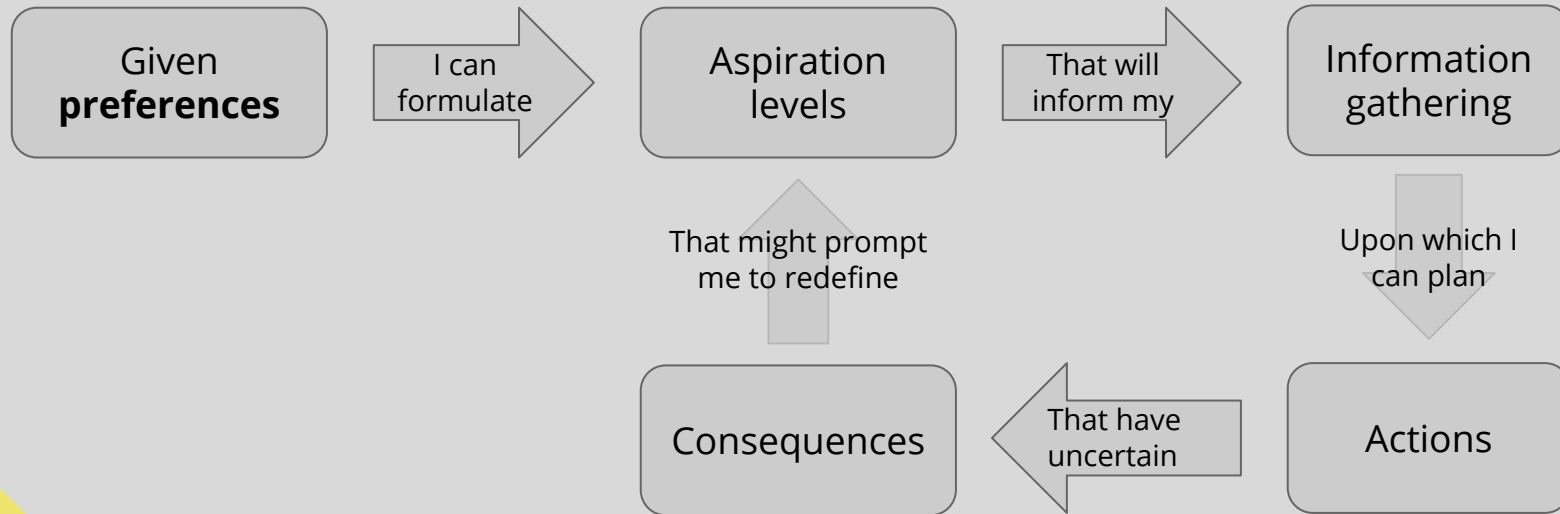 Given
preferences
I can
formulate
Aspiration
levels
That will
inform my
Information
gathering
Upon which I
can plan
Actions
That have
uncertain
Consequences
That might prompt
me to redefine